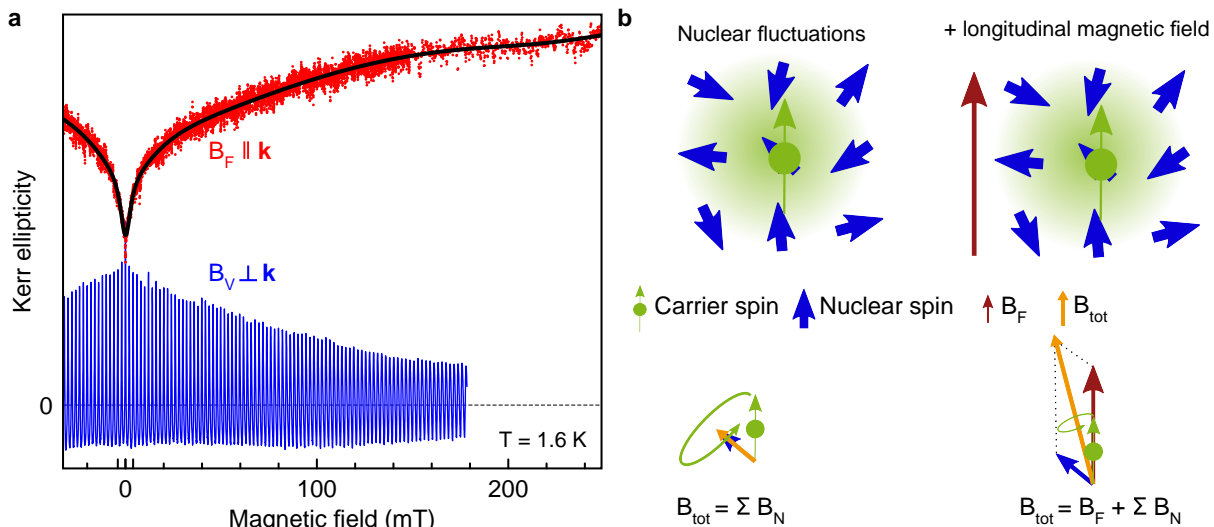 a
Kerr ellipticity
B_F ∥ k
B_V ⊥ k
0
T = 1.6 K
0 100 200
Magnetic field (mT)
b
Nuclear fluctuations
+ longitudinal magnetic field
Carrier spin
Nuclear spin
B_F
B_tot
B_tot = Σ B_N
B_tot = B_F + Σ B_N